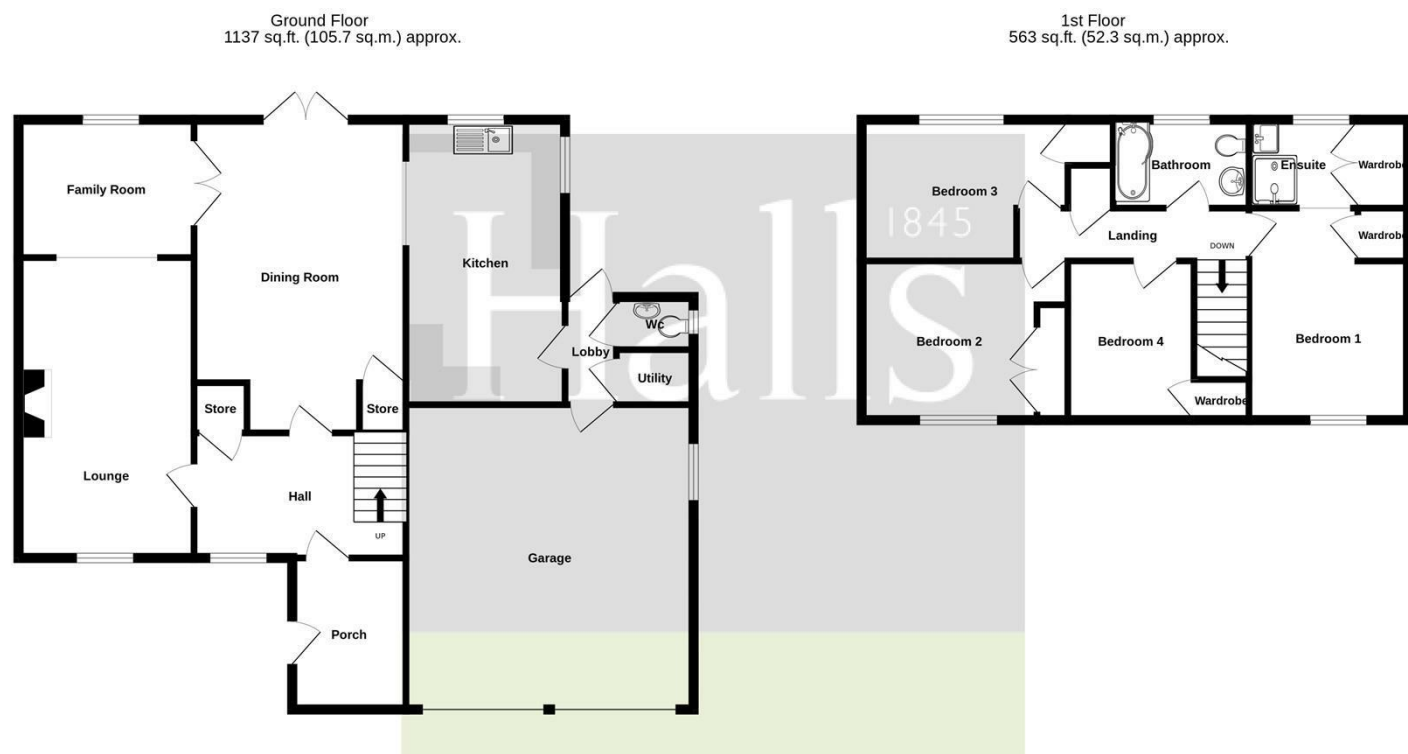 Ground Floor
1137 sq.ft. (105.7 sq.m.) approx.
1st Floor
563 sq.ft. (52.3 sq.m.) approx.
Family Room
Dining Room
Kitchen
Wc
Lobby
Utility
Store
Store
Lounge
Hall
UP
Garage
Porch
Halls
1845
Bedroom 3
Bathroom
Ensuite
Wardrobe
Landing
DOWN
Wardrobe
Bedroom 2
Bedroom 4
Bedroom 1
Wardrobe